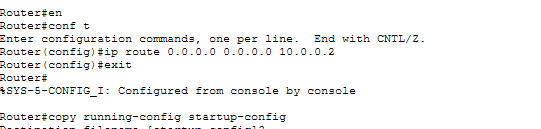 Router#en
Router#conf t
Enter configuration commands, one per line.  End with CNTL/Z.
Router(config)#ip route 0.0.0.0 0.0.0.0 10.0.0.2
Router(config)#exit
Router#
%SYS-5-CONFIG_I: Configured from console by console
Router#copy running-config startup-config
Destination filename [startup-config]?